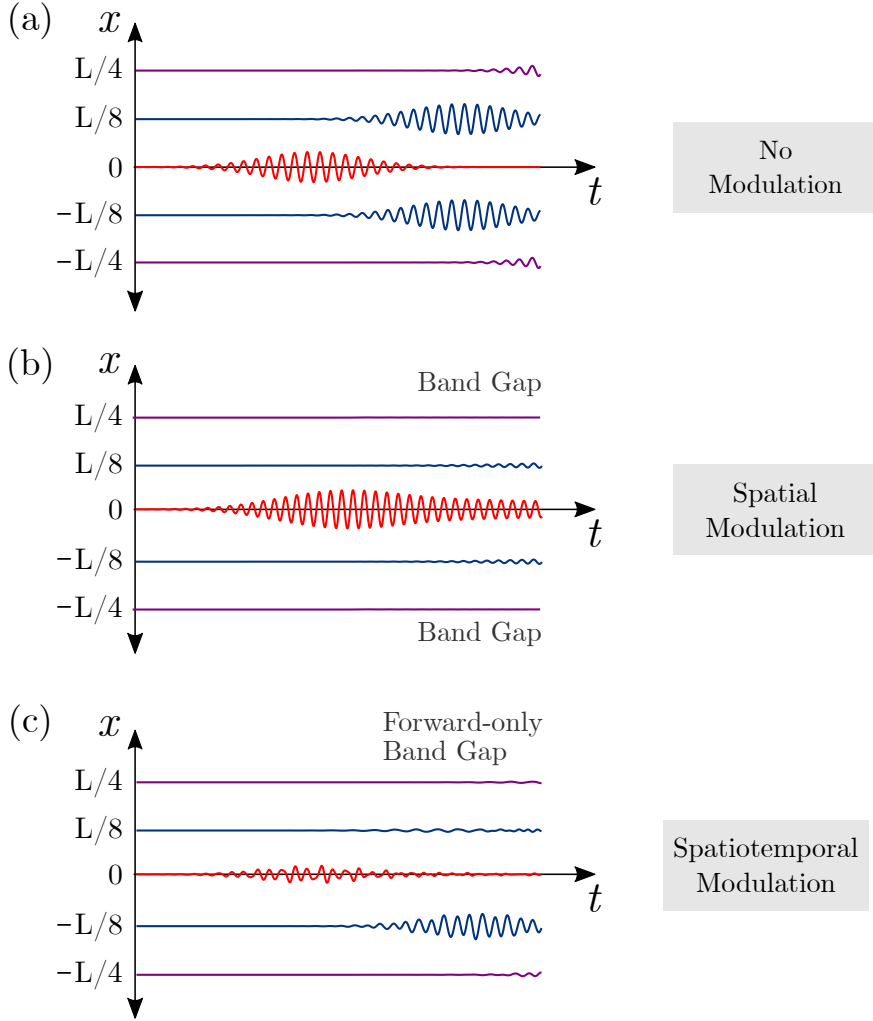 (a)
x
L/4
L/8
0
−L/8
−L/4
t
No
Modulation
(b)
x
Band Gap
L/4
L/8
0
−L/8
−L/4
t
Band Gap
Spatial
Modulation
(c)
x
Forward-only
Band Gap
L/4
L/8
0
−L/8
−L/4
t
Spatiotemporal
Modulation